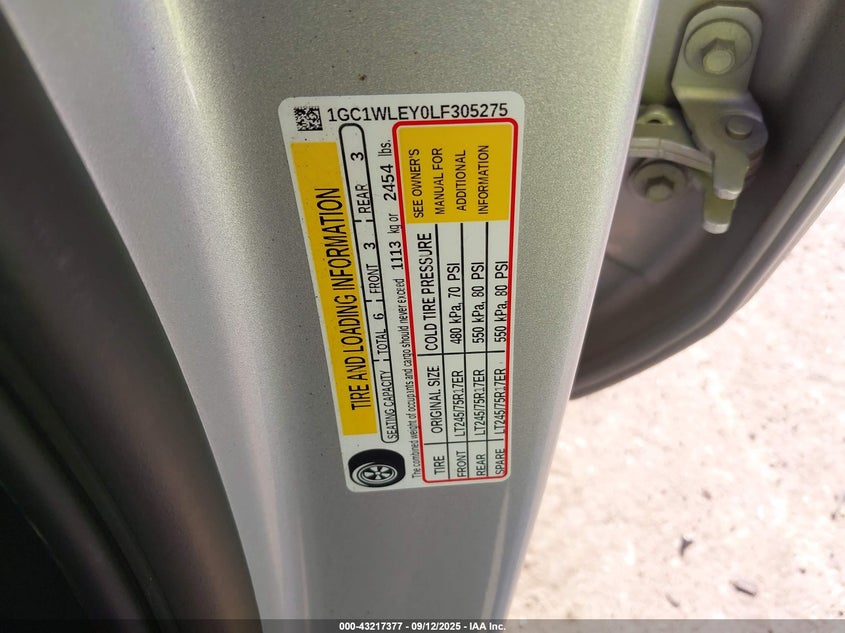 1GC1WLEY0LF305275
TIRE AND LOADING INFORMATION
SEATING CAPACITY TOTAL 6 FRONT 3 REAR 3
The combined weight of occupants and cargo should never exceed 1113 kg or 2454 lbs.
TIRE ORIGINAL SIZE COLD TIRE PRESSURE
FRONT LT245/75R17ER 480 kPa, 70 PSI
REAR LT245/75R17ER 550 kPa, 80 PSI
SPARE LT245/75R17ER 550 kPa, 80 PSI
SEE OWNER'S
MANUAL FOR
ADDITIONAL
INFORMATION
000-43217377 - 09/12/2025 - IAA Inc.